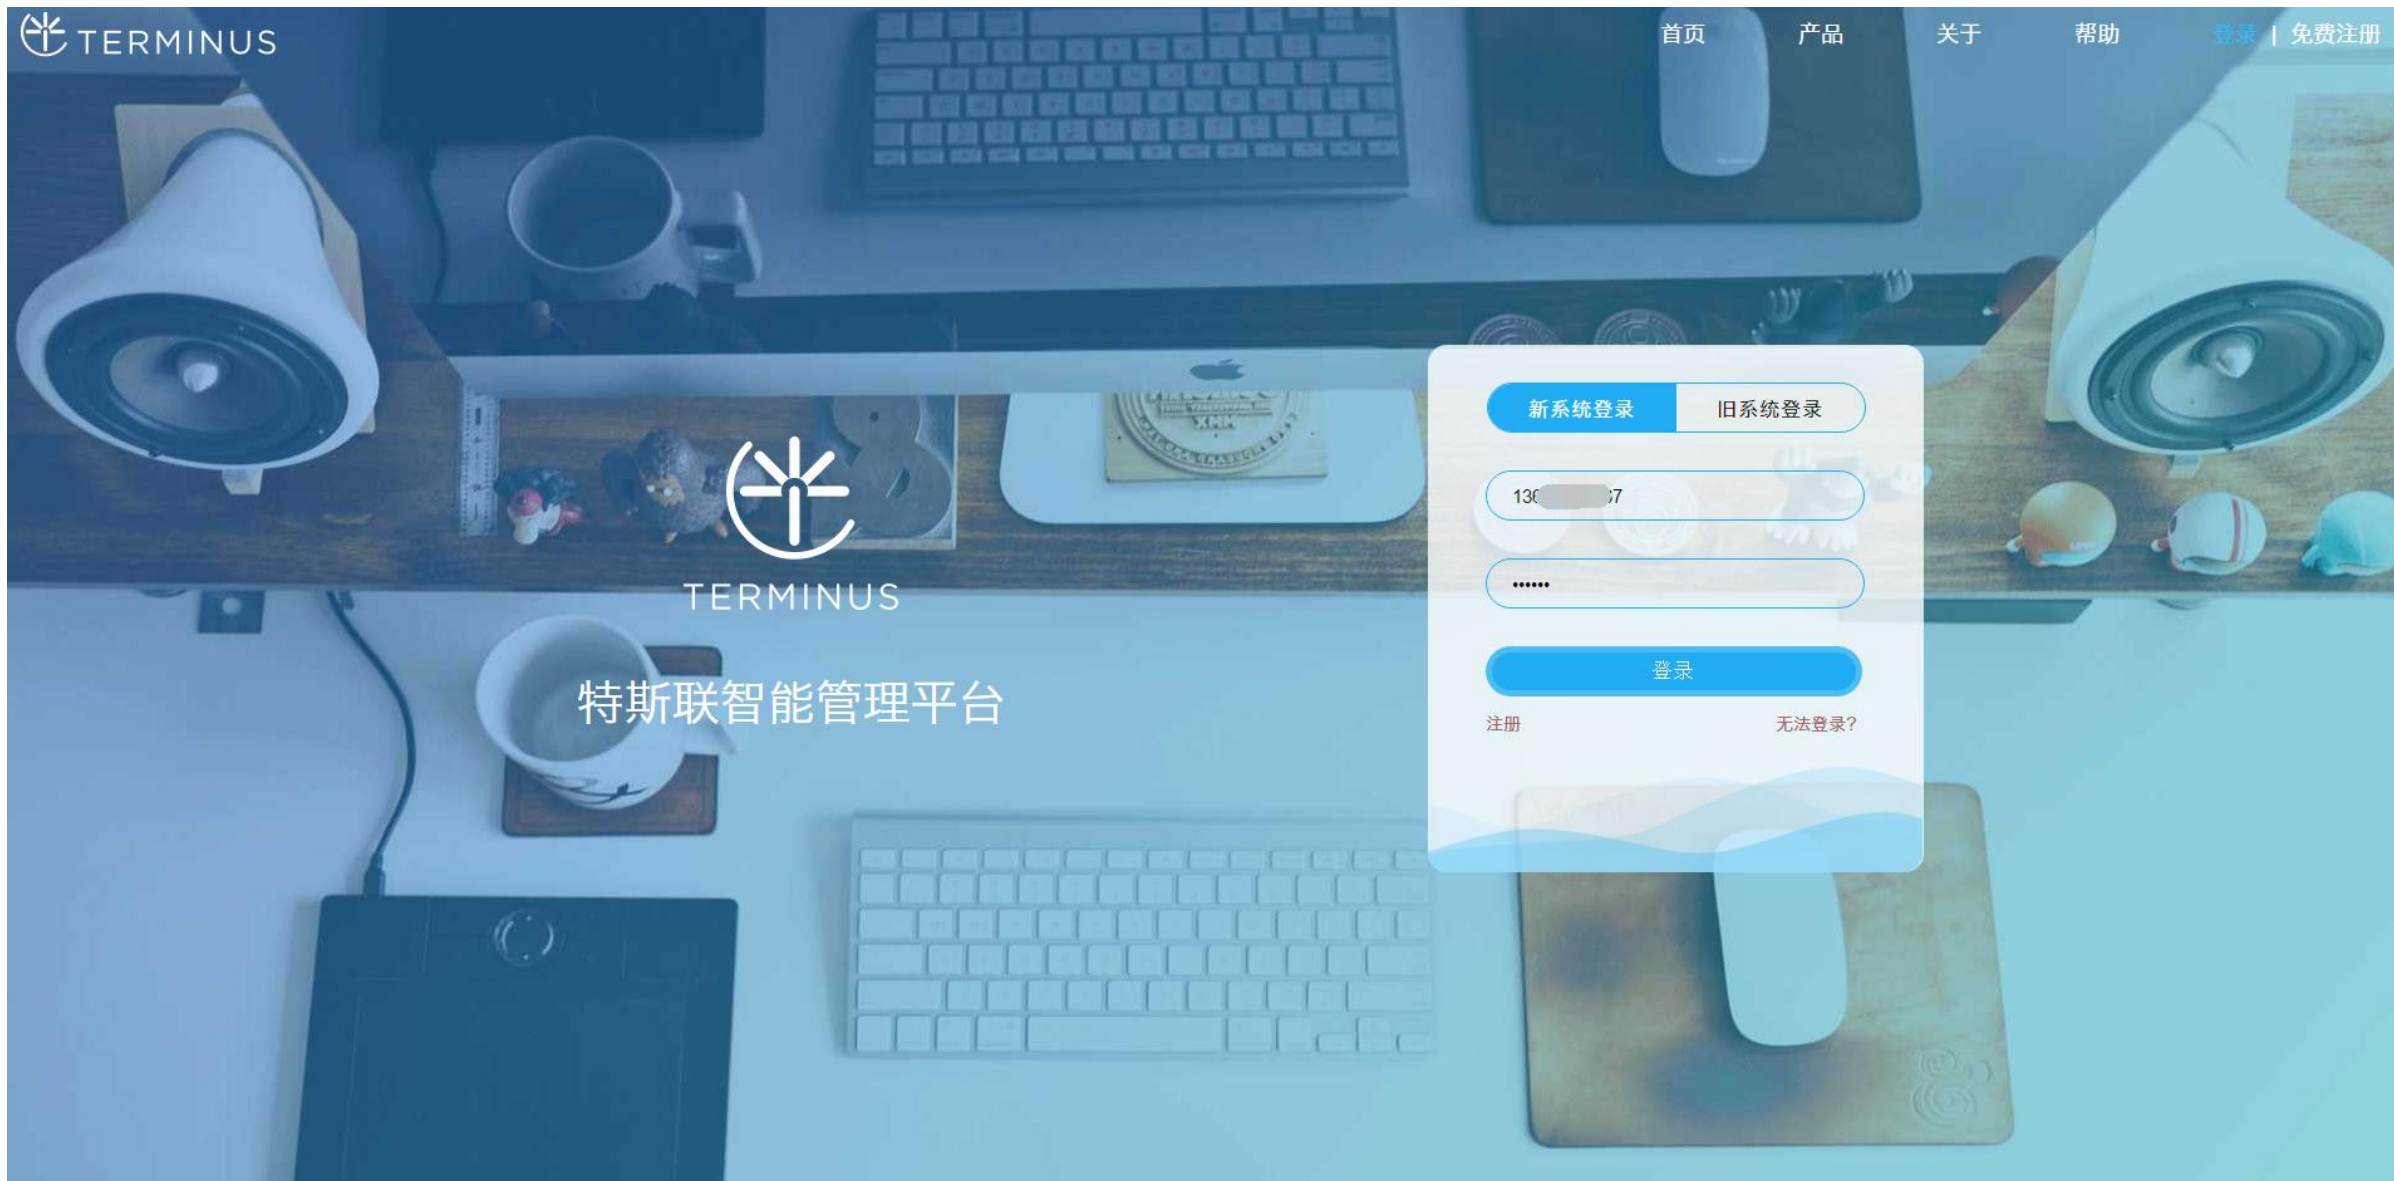 TERMINUS
首页 产品 关于 帮助 登录 | 免费注册
新系统登录 旧系统登录
TERMINUS
特斯联智能管理平台
••••••
登录
注册 无法登录?